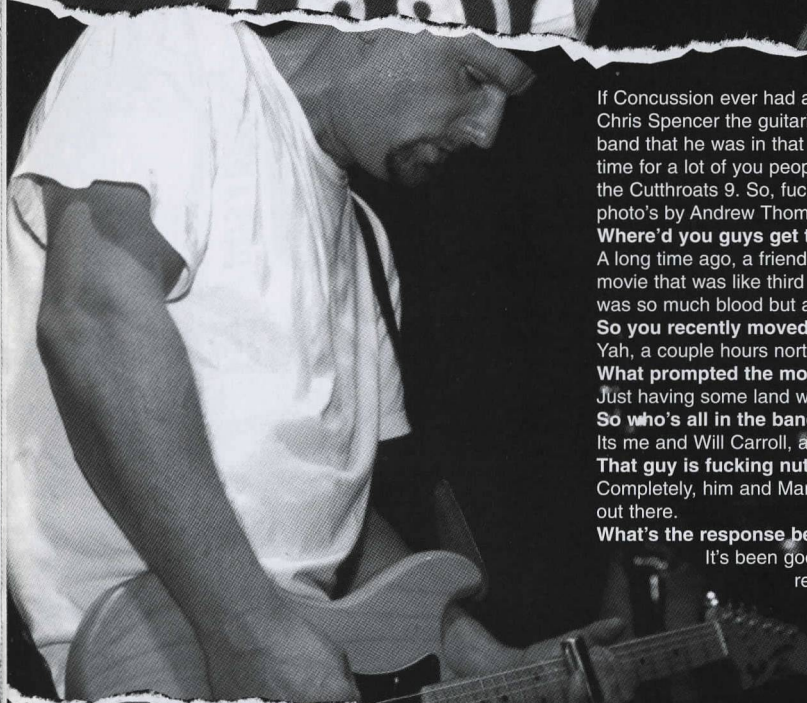 If Concussion ever had a
Chris Spencer the guitar
band that he was in that
time for a lot of you peop
the Cutthroats 9. So, fuc
photo's by Andrew Thom
Where'd you guys get t
A long time ago, a friend
movie that was like third
was so much blood but a
So you recently moved
Yah, a couple hours nort
What prompted the mo
Just having some land w
So who's all in the ban
Its me and Will Carroll, a
That guy is fucking nut
Completely, him and Mar
out there.
What's the response be
It's been goo
re